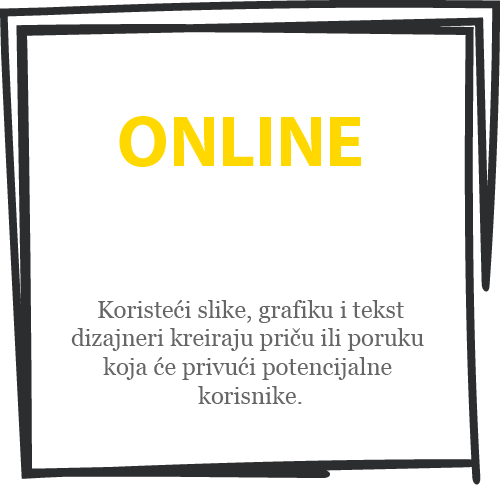 ONLINE
Koristeći slike, grafiku i tekst
dizajneri kreiraju priču ili poruku
koja će privući potencijalne
korisnike.